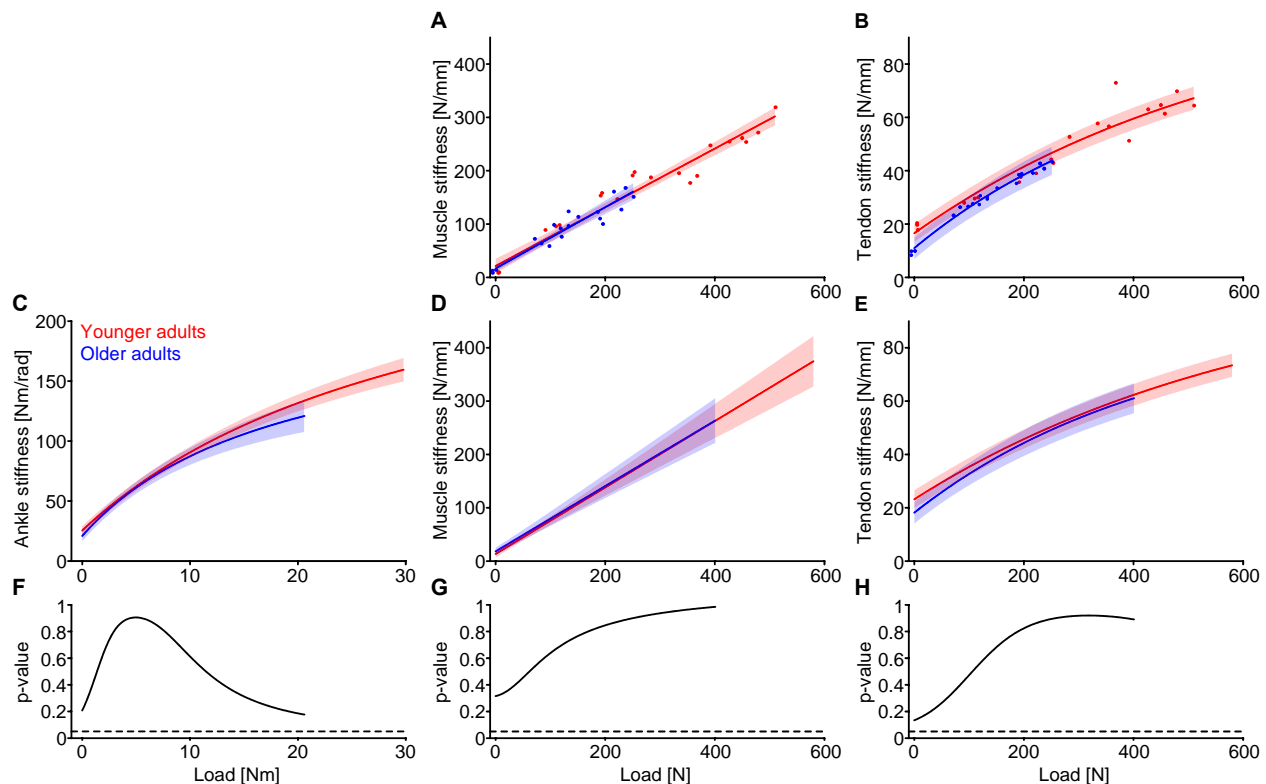 A
Muscle stiffness [N/mm]
400
300
200
100
0
0 200 400 600
B
Tendon stiffness [N/mm]
80
60
40
20
0
0 200 400 600
C
Ankle stiffness [Nm/rad]
200
150
100
50
0
Younger adults
Older adults
0 10 20 30
D
Muscle stiffness [N/mm]
400
300
200
100
0
0 200 400 600
E
Tendon stiffness [N/mm]
80
60
40
20
0
0 200 400 600
F
p-value
1
0.8
0.6
0.4
0.2
0
0 10 20 30
Load [Nm]
G
p-value
1
0.8
0.6
0.4
0.2
0
0 200 400 600
Load [N]
H
p-value
1
0.8
0.6
0.4
0.2
0
0 200 400 600
Load [N]